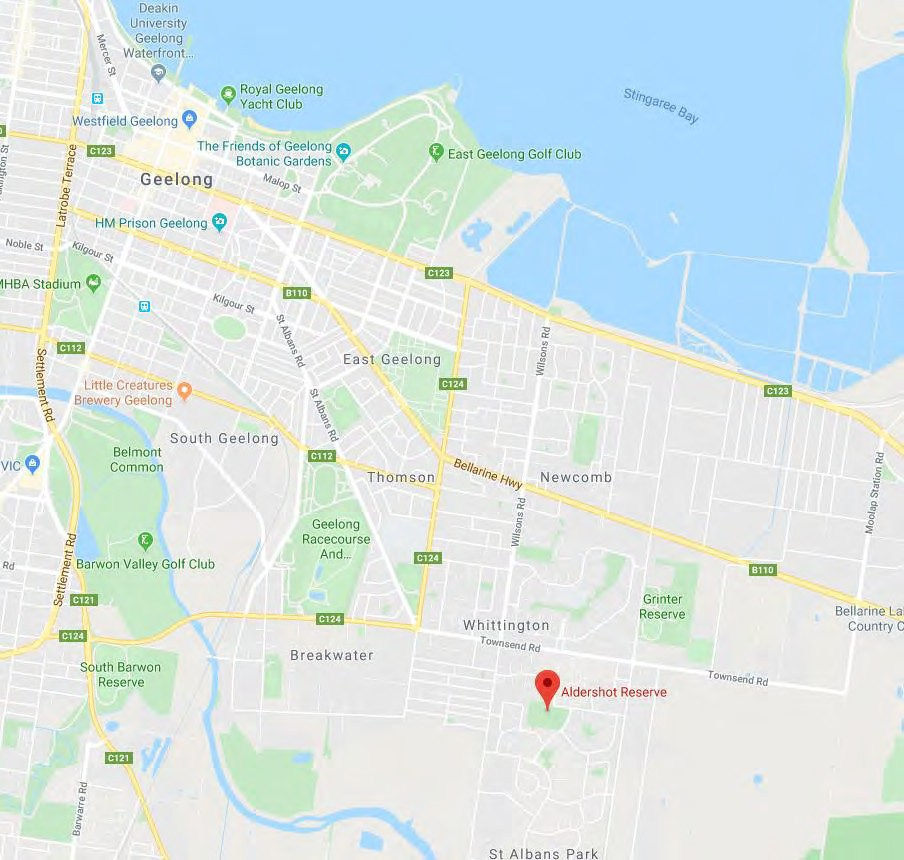 Deakin
University
Geelong
Waterfront...
Mercer St
Royal Geelong
Yacht Club
Stingaree Bay
Westfield Geelong
C123
The Friends of Geelong
Botanic Gardens
East Geelong Golf Club
Latrobe Terrace
Geelong
Malop St
HM Prison Geelong
Noble St
Kilgour St
MHBA Stadium
C123
B110
Kilgour St
St Albans Rd
Wilsons Rd
C112
Settlement Rd
East Geelong
C124
C123
Little Creatures
Brewery Geelong
St Albans Rd
South Geelong
Belmont
Common
C112
VIC
Thomson
Bellarine Hwy
Newcomb
Moolap Station Rd
Wilsons Rd
Geelong
Racecourse
And...
Settlement Rd
Barwon Valley Golf Club
Rd
C124
B110
C121
Grinter
Reserve
C124
C124
Whittington
Bellarine La
Country C
Breakwater
Townsend Rd
South Barwon
Reserve
Townsend Rd
Aldershot Reserve
C121
Barwarre Rd
St Albans Park